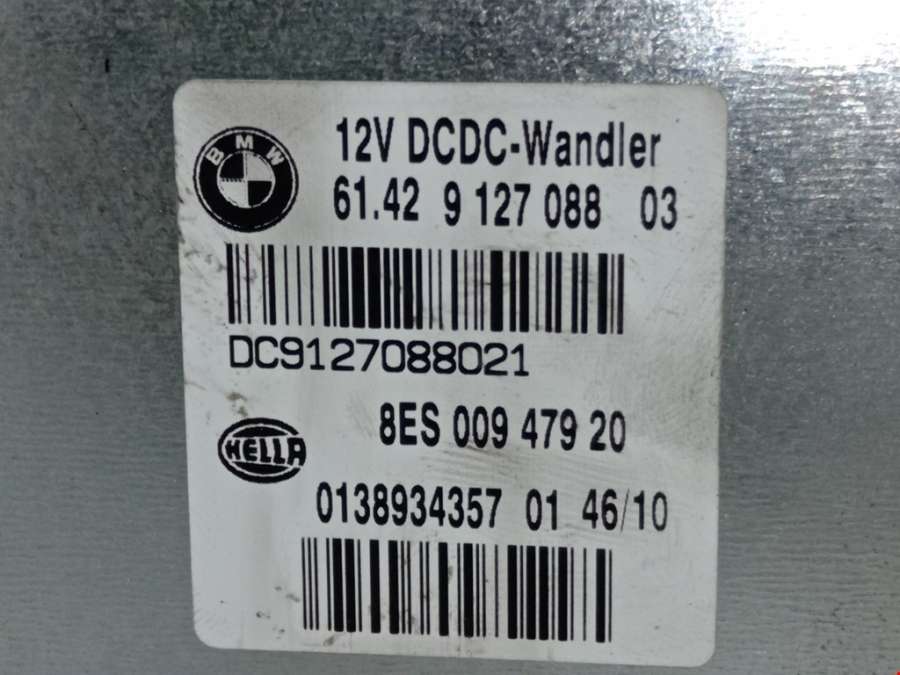 BMW
12V DCDC-Wandler
61.42 9 127 088 03
DC9127088021
8ES 009 479 20
HELLA
0138934357 01 46/10